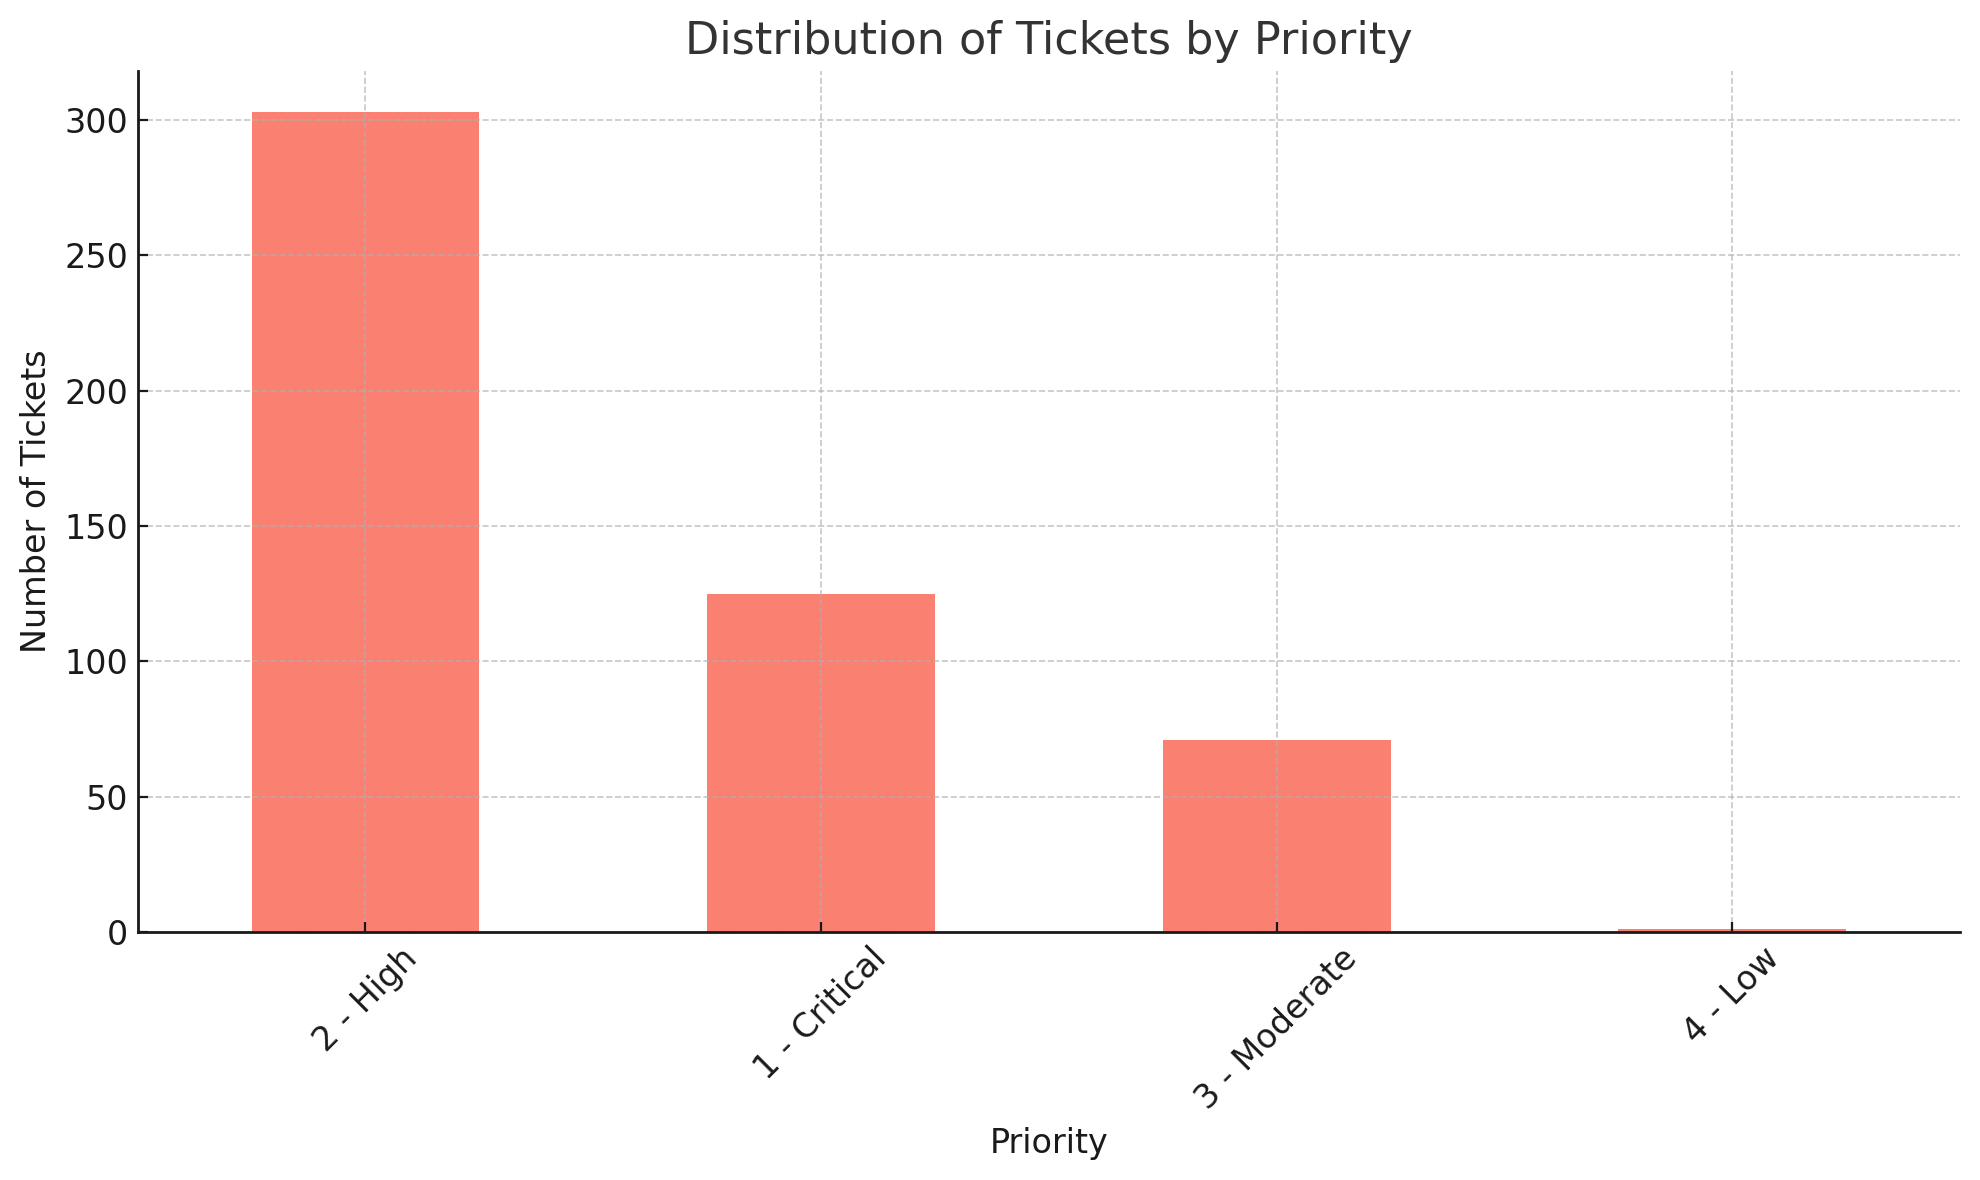 Distribution of Tickets by Priority
Number of Tickets
300
250
200
150
100
50
0
2 - High
1 - Critical
3 - Moderate
4 - Low
Priority